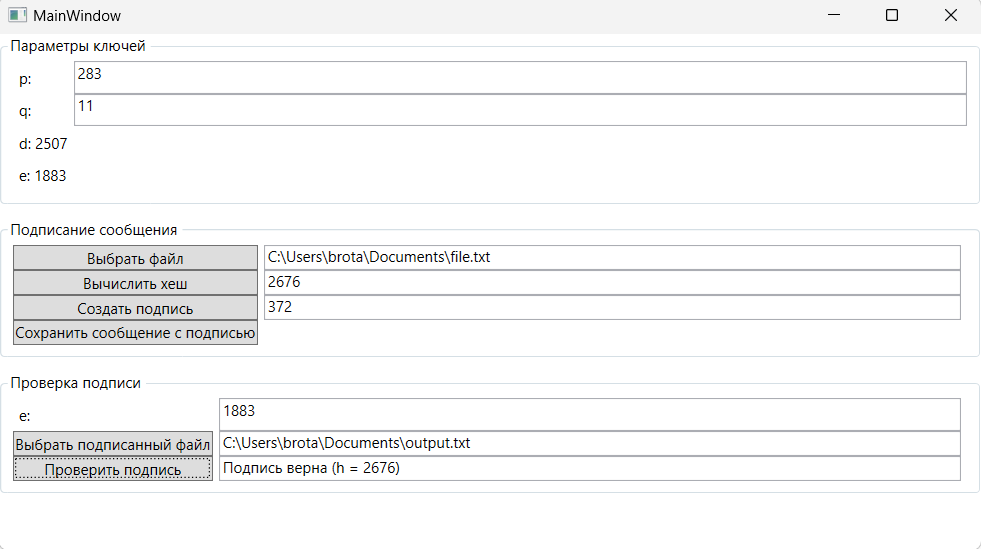 MainWindow
Параметры ключей
p: 283
q: 11
d: 2507
e: 1883
Подписание сообщения
Выбрать файл C:\Users\brota\Documents\file.txt
Вычислить хеш 2676
Создать подпись 372
Сохранить сообщение с подписью
Проверка подписи
e: 1883
Выбрать подписанный файл C:\Users\brota\Documents\output.txt
Проверить подпись Подпись верна (h = 2676)